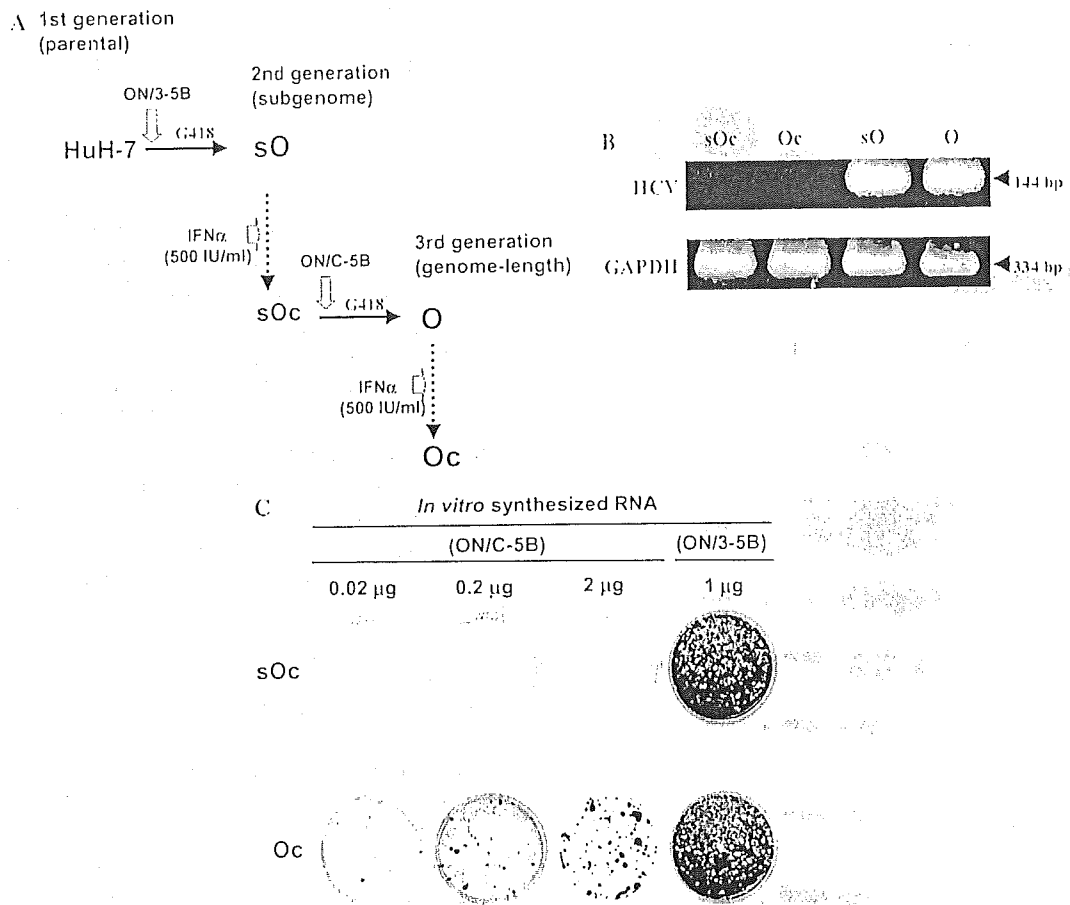 A 1st generation
(parental)
ON/3-5B
2nd generation
(subgenome)
HuH-7
G418
sO
IFNα
(500 IU/ml)
ON/C-5B
3rd generation
(genome-length)
sOc
G418
O
IFNα
(500 IU/ml)
Oc
B
sOc Oc sO O
HCV
144 bp
GAPDH
334 bp
C
In vitro synthesized RNA
(ON/C-5B) (ON/3-5B)
0.02 μg 0.2 μg 2 μg 1 μg
sOc
Oc